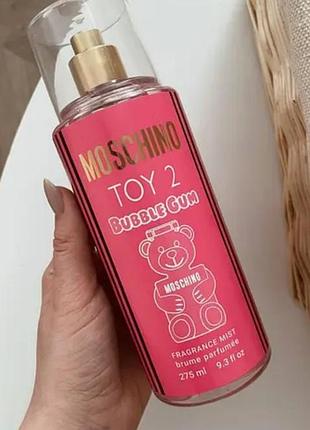 MOSCHINO
TOY 2
BUBBLE GUM
MOSCHINO
FRAGRANCE MIST
brume parfumée
275 ml 9.3 fl oz